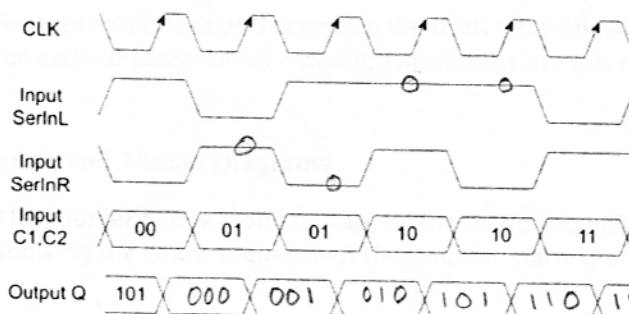 CLK
Input
SerInL
Input
SerInR
Input
C1,C2 00 01 01 10 10 11
Output Q 101 000 001 010 101 110